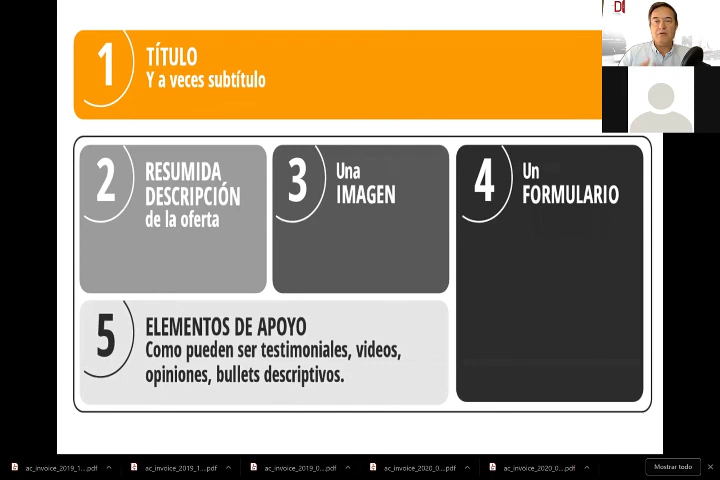 D
1
TÍTULO
Y a veces subtítulo
2
RESUMIDA
DESCRIPCIÓN
de la oferta
3
Una
IMAGEN
4
Un
FORMULARIO
5
ELEMENTOS DE APOYO
Como pueden ser testimoniales, videos,
opiniones, bullets descriptivos.
ac_invoice_2019_1....pdf
ac_invoice_2019_1....pdf
ac_invoice_2019_0....pdf
ac_invoice_2020_0....pdf
ac_invoice_2020_0....pdf
Mostrar todo